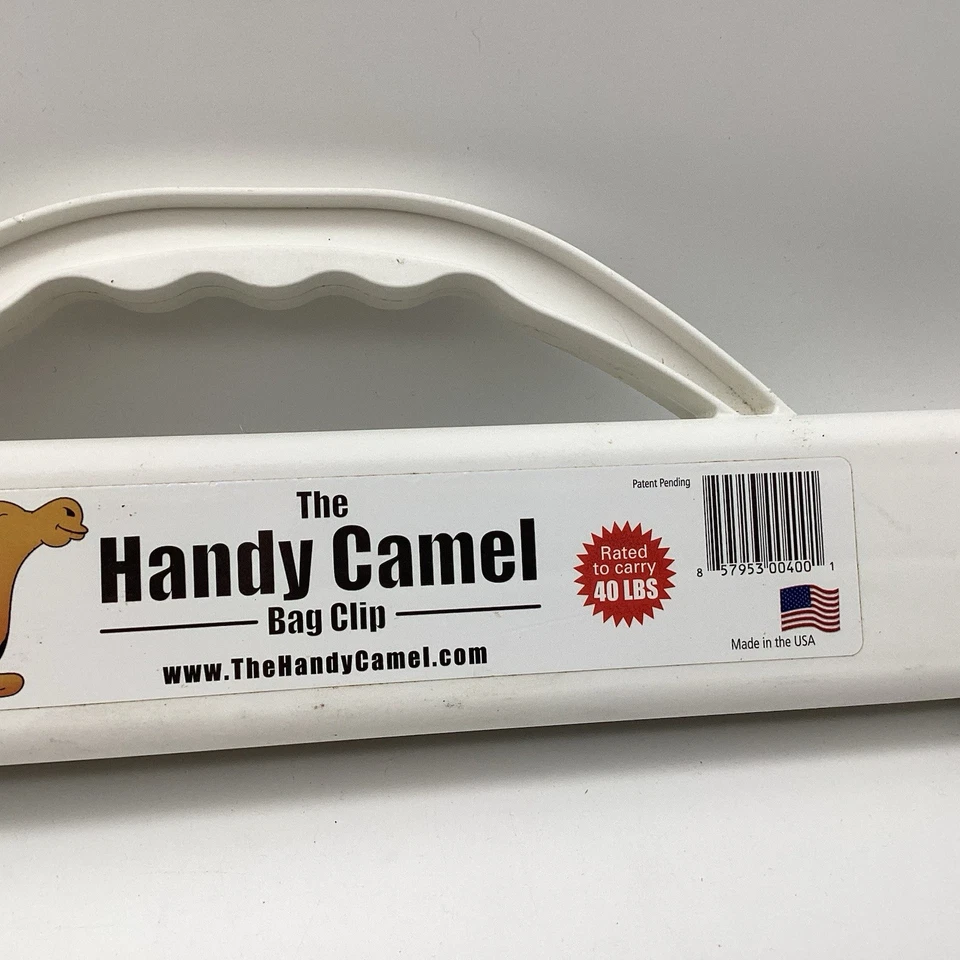 The
Handy Camel
Bag Clip
www.TheHandyCamel.com
Rated
to carry
40 LBS
Patent Pending
8 57953 00400 1
Made in the USA